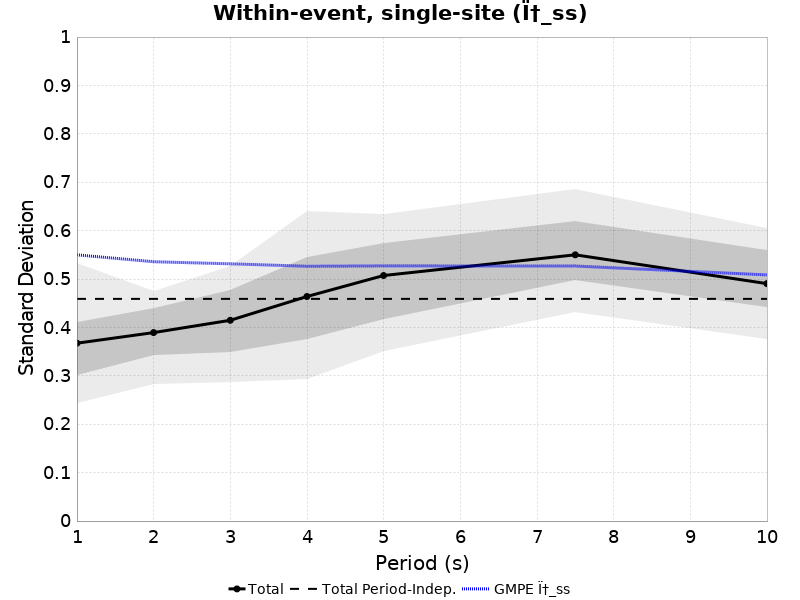 Within-event, single-site (Ï†_ss)
1
0.9
0.8
0.7
0.6
0.5
0.4
0.3
0.2
0.1
0
Standard Deviation
1 2 3 4 5 6 7 8 9 10
Period (s)
Total Total Period-Indep. GMPE Ï†_ss